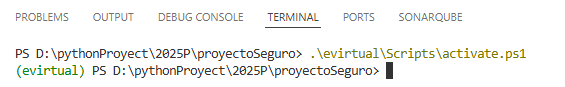 PROBLEMS OUTPUT DEBUG CONSOLE TERMINAL PORTS SONARQUBE
PS D:\pythonProyect\2025P\proyectoSeguro> .\evirtual\Scripts\activate.ps1
(evirtual) PS D:\pythonProyect\2025P\proyectoSeguro>